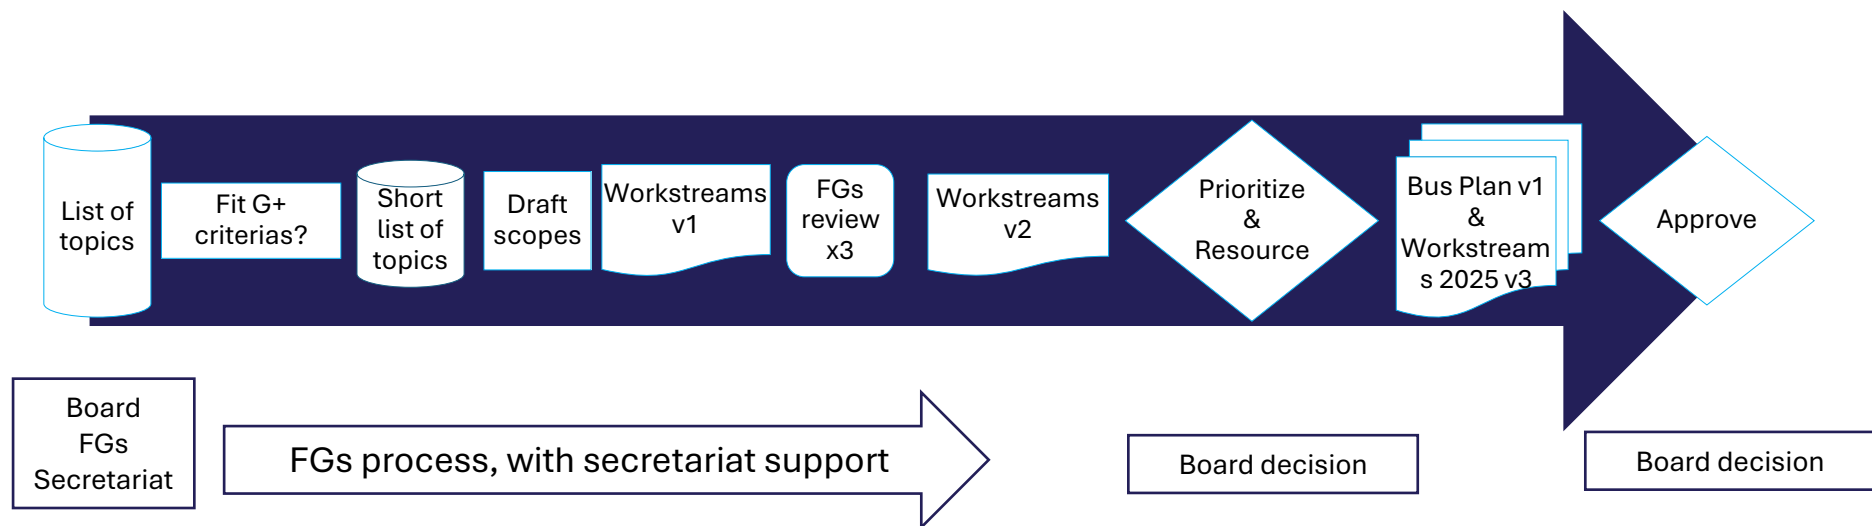 List of
topics
Fit G+
criterias?
Short
list of
topics
Draft
scopes
Workstreams
v1
FGs
review
x3
Workstreams
v2
Prioritize
&
Resource
Bus Plan v1
&
Workstream
s 2025 v3
Approve
Board
FGs
Secretariat
FGs process, with secretariat support
Board decision
Board decision